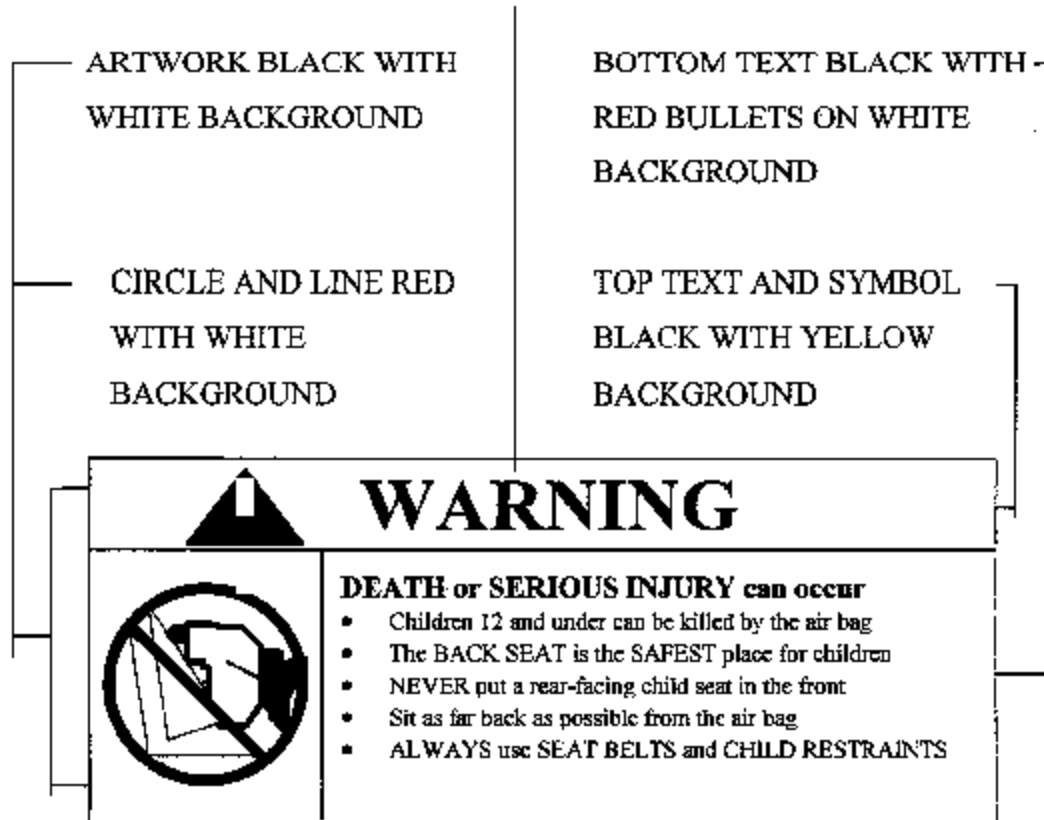 ARTWORK BLACK WITH
WHITE BACKGROUND
BOTTOM TEXT BLACK WITH
RED BULLETS ON WHITE
BACKGROUND
CIRCLE AND LINE RED
WITH WHITE
BACKGROUND
TOP TEXT AND SYMBOL
BLACK WITH YELLOW
BACKGROUND
WARNING
DEATH or SERIOUS INJURY can occur
• Children 12 and under can be killed by the air bag
• The BACK SEAT is the SAFEST place for children
• NEVER put a rear-facing child seat in the front
• Sit as far back as possible from the air bag
• ALWAYS use SEAT BELTS and CHILD RESTRAINTS